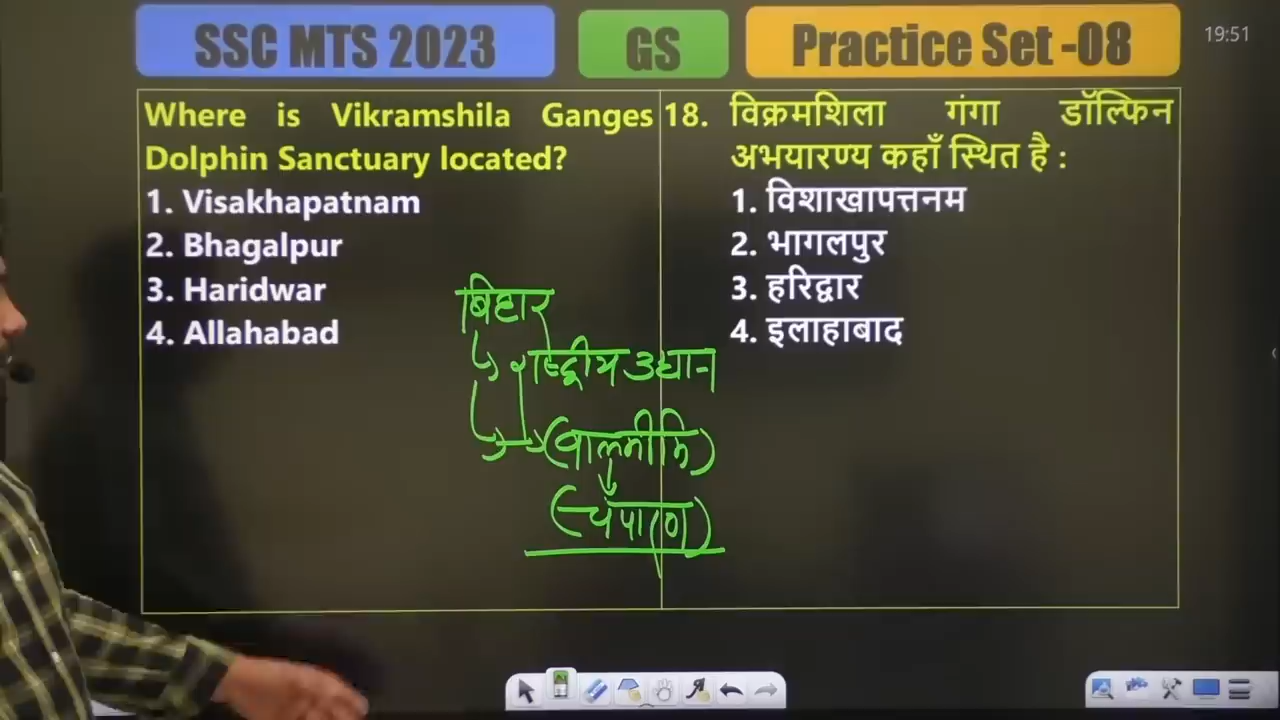 SSC MTS 2023
GS
Practice Set -08
19:51
Where is Vikramshila Ganges
Dolphin Sanctuary located?
1. Visakhapatnam
2. Bhagalpur
3. Haridwar
4. Allahabad
18. विक्रमशिला गंगा डॉल्फिन
अभयारण्य कहाँ स्थित है :
1. विशाखापत्तनम
2. भागलपुर
3. हरिद्वार
4. इलाहाबाद
बिहार
राष्ट्रीय उद्यान
(वाल्मीकि)
(चंपारण)